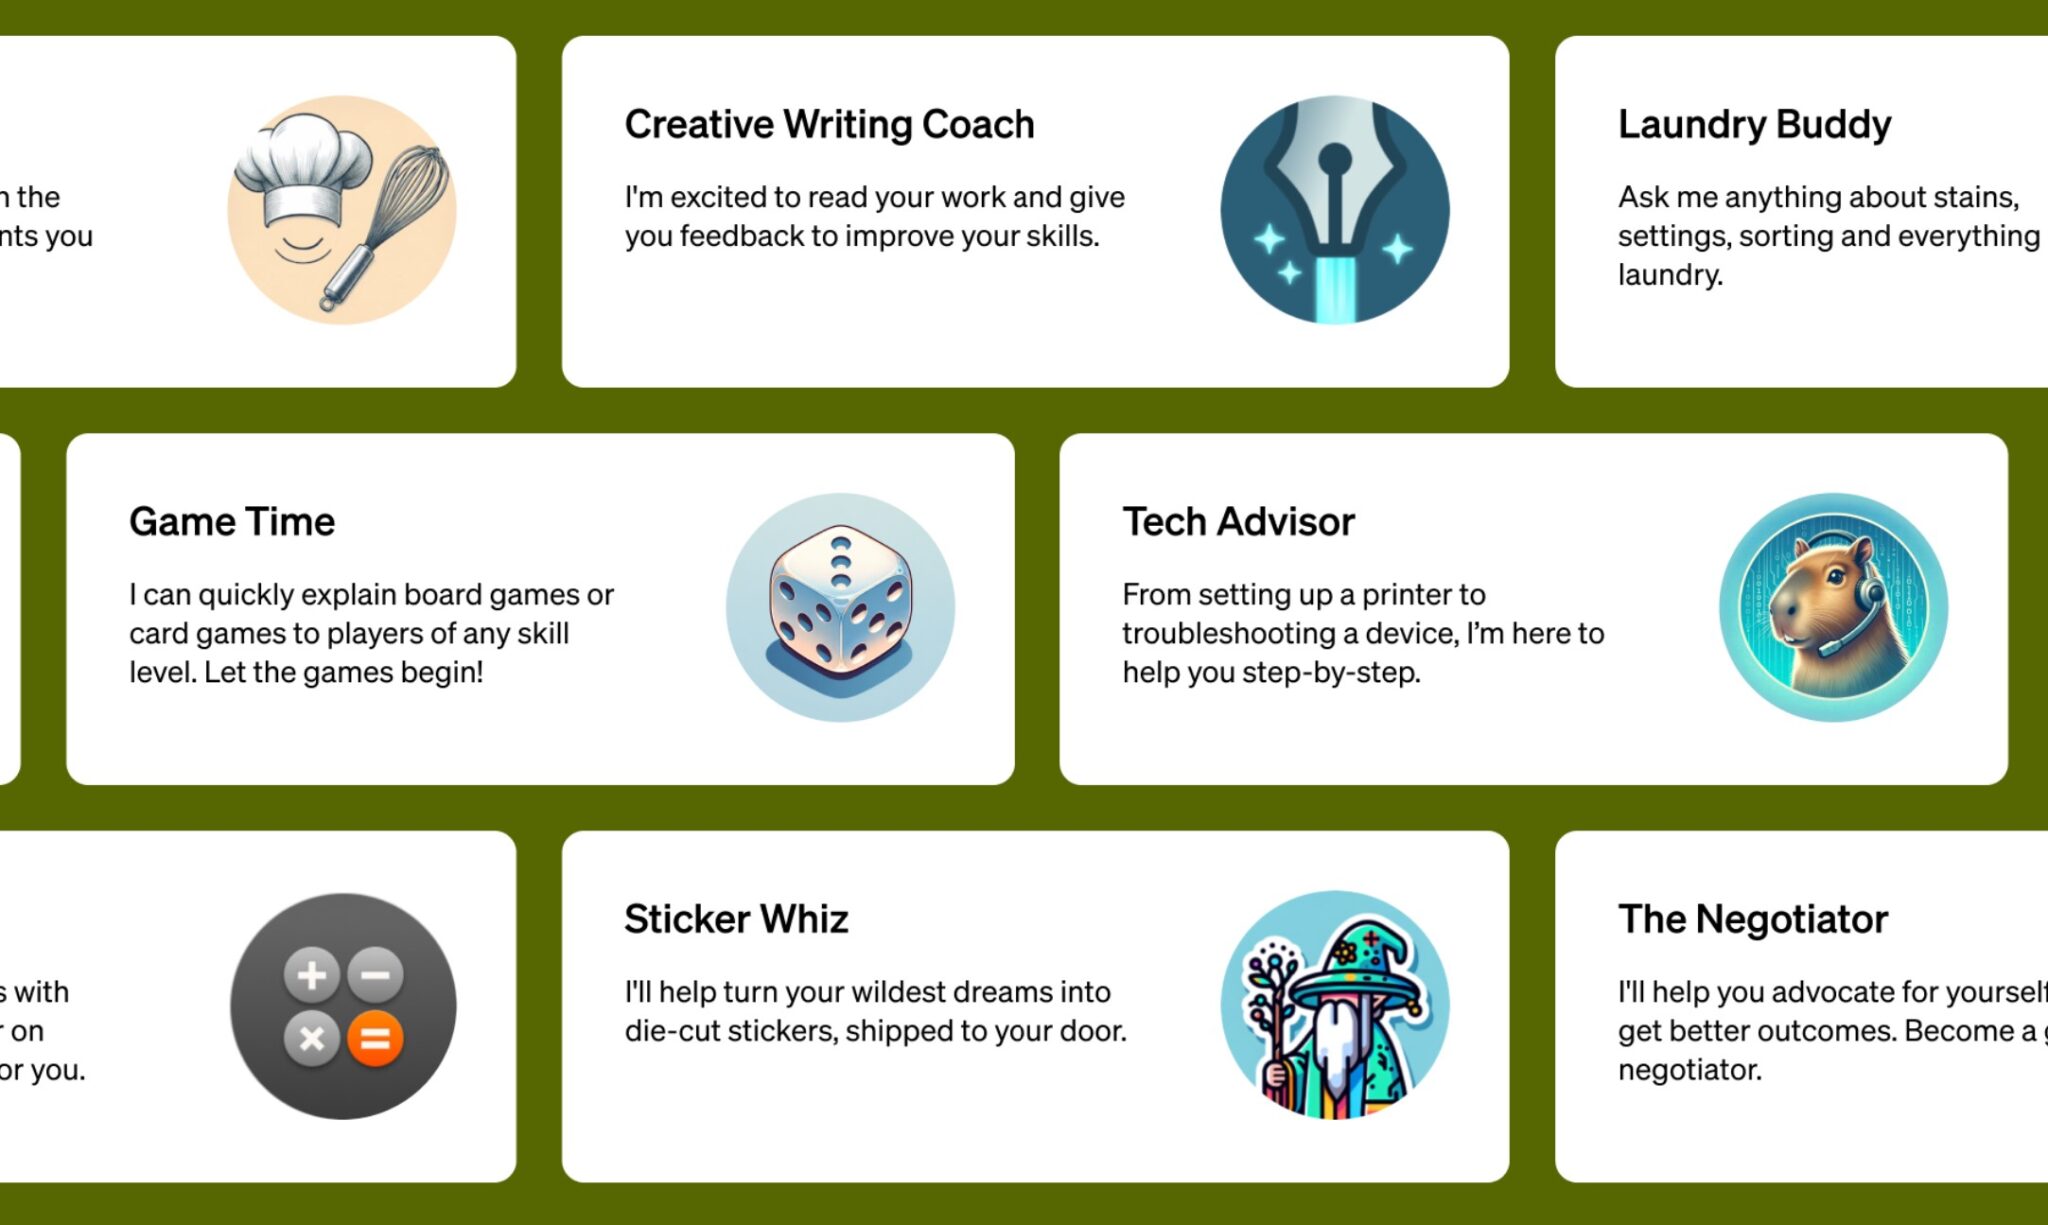 n the
nts you
Creative Writing Coach
I'm excited to read your work and give
you feedback to improve your skills.
Laundry Buddy
Ask me anything about stains,
settings, sorting and everything
laundry.
Game Time
I can quickly explain board games or
card games to players of any skill
level. Let the games begin!
Tech Advisor
From setting up a printer to
troubleshooting a device, I’m here to
help you step-by-step.
s with
r on
or you.
Sticker Whiz
I'll help turn your wildest dreams into
die-cut stickers, shipped to your door.
The Negotiator
I'll help you advocate for yourself
get better outcomes. Become a g
negotiator.